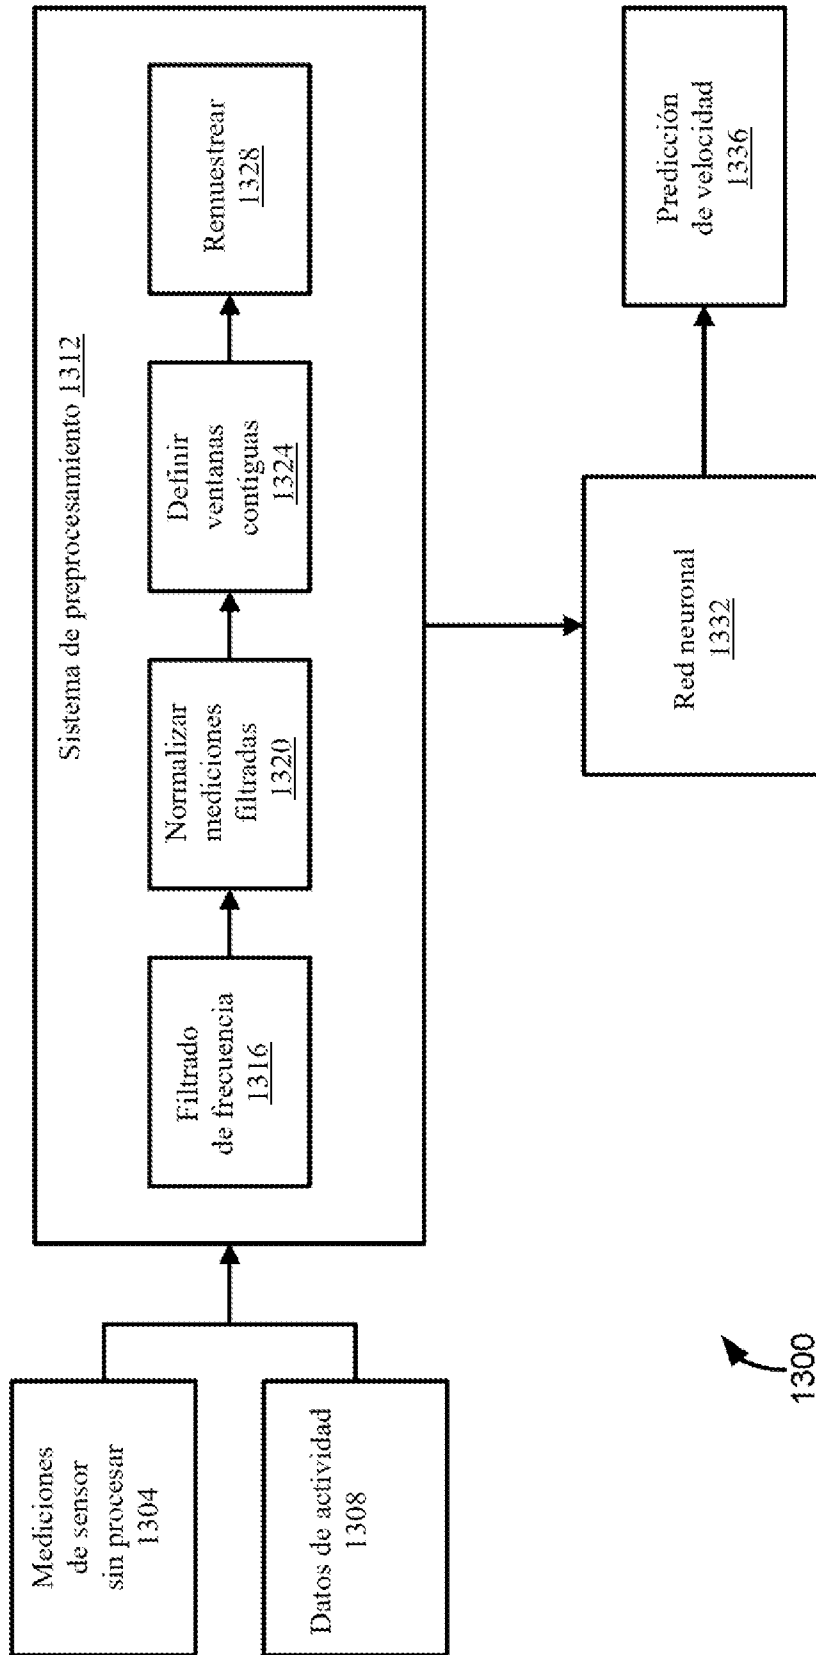 Mediciones
de sensor
sin procesar
1304
Datos de actividad
1308
Sistema de preprocesamiento 1312
Filtrado
de frecuencia
1316
Normalizar
mediciones
filtradas
1320
Definir
ventanas
contiguas
1324
Remuestrear
1328
Red neuronal
1332
Predicción
de velocidad
1336
1300